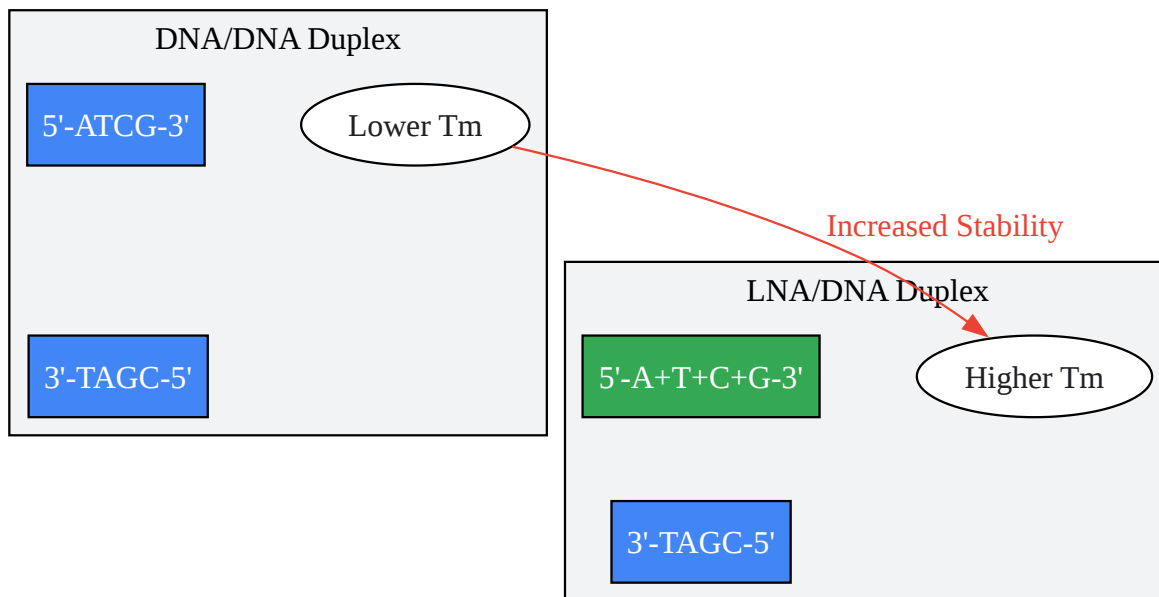 DNA/DNA Duplex
5'-ATCG-3'
Lower Tm
3'-TAGC-5'
Increased Stability
LNA/DNA Duplex
5'-A+T+C+G-3'
Higher Tm
3'-TAGC-5'